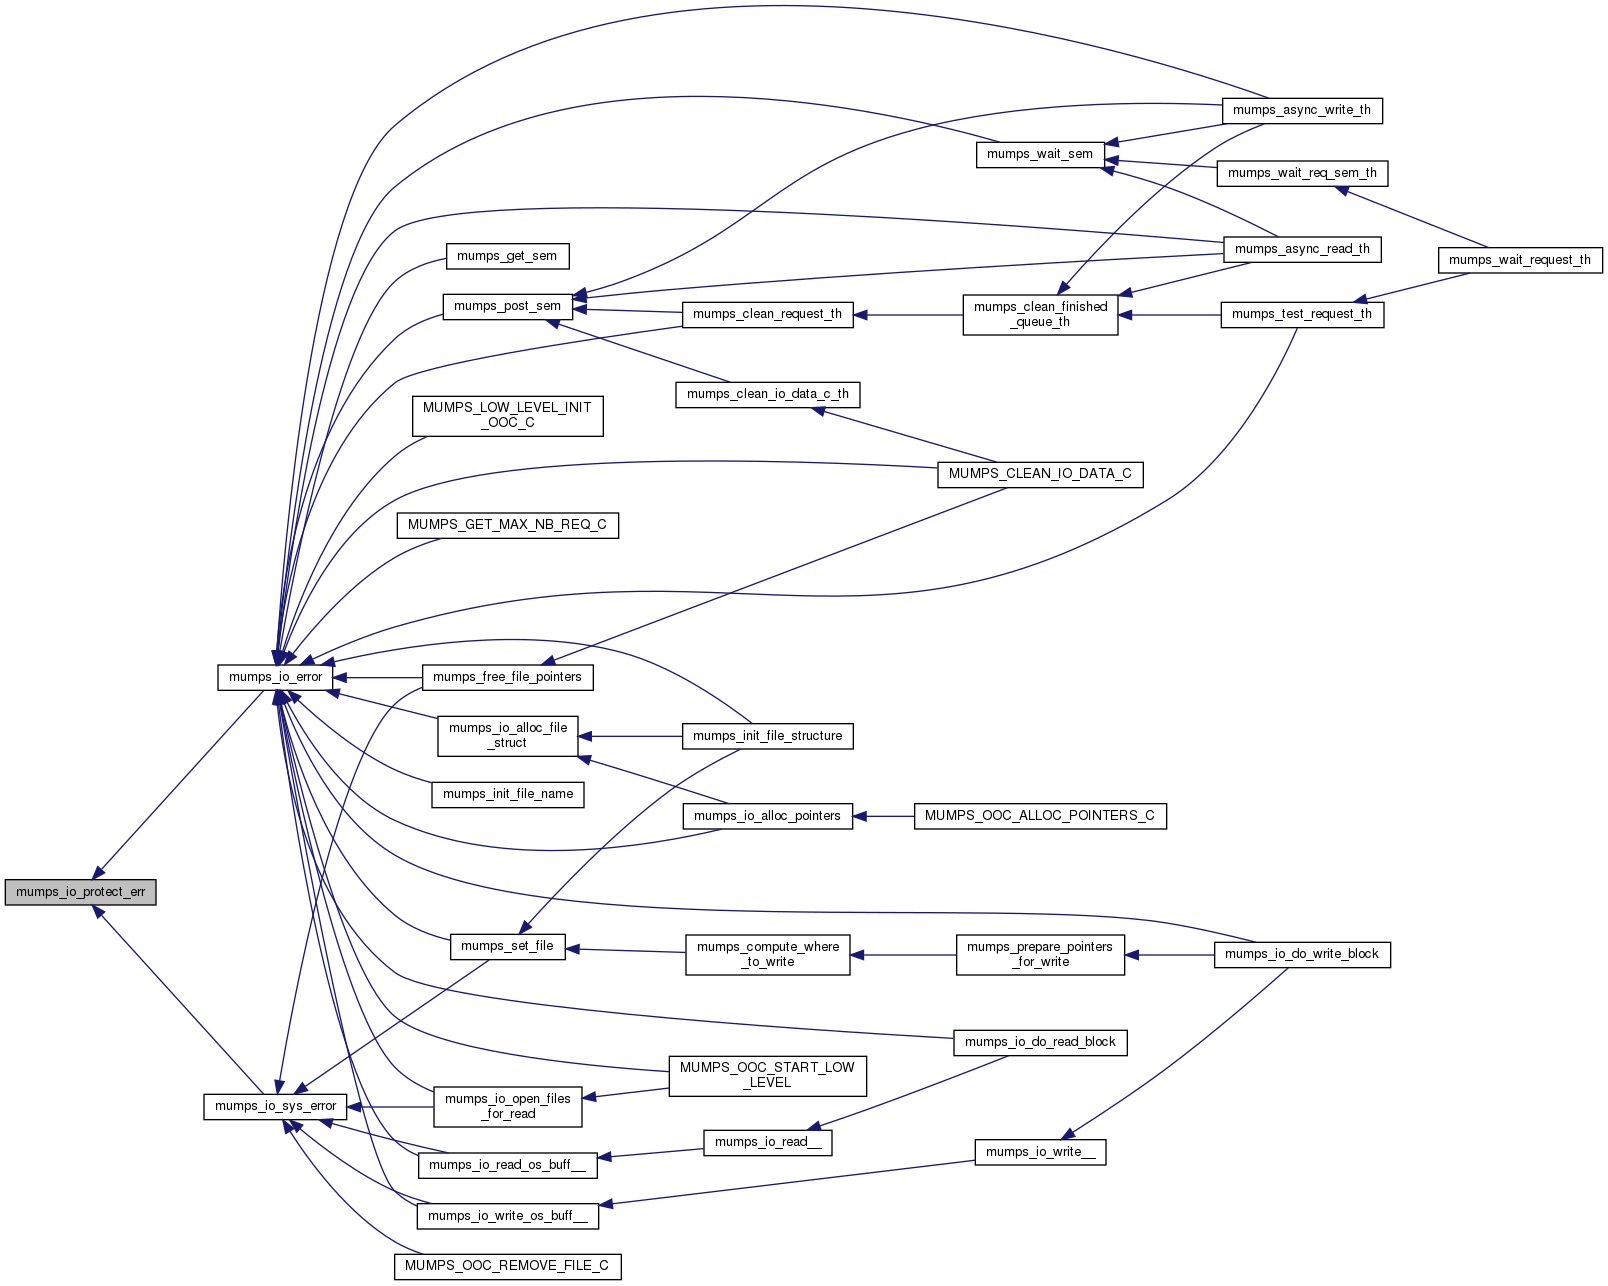 mumps_async_write_th
mumps_wait_sem
mumps_wait_req_sem_th
mumps_async_read_th
mumps_get_sem
mumps_wait_request_th
mumps_post_sem
mumps_clean_request_th
mumps_clean_finished
_queue_th
mumps_test_request_th
mumps_clean_io_data_c_th
MUMPS_LOW_LEVEL_INIT
_OOC_C
MUMPS_CLEAN_IO_DATA_C
MUMPS_GET_MAX_NB_REQ_C
mumps_io_error
mumps_free_file_pointers
mumps_io_alloc_file
_struct
mumps_init_file_structure
mumps_init_file_name
mumps_io_alloc_pointers
MUMPS_OOC_ALLOC_POINTERS_C
mumps_io_protect_err
mumps_set_file
mumps_compute_where
_to_write
mumps_prepare_pointers
_for_write
mumps_io_do_write_block
mumps_io_do_read_block
MUMPS_OOC_START_LOW
_LEVEL
mumps_io_sys_error
mumps_io_open_files
_for_read
mumps_io_read__
mumps_io_write__
mumps_io_read_os_buff__
mumps_io_write_os_buff__
MUMPS_OOC_REMOVE_FILE_C